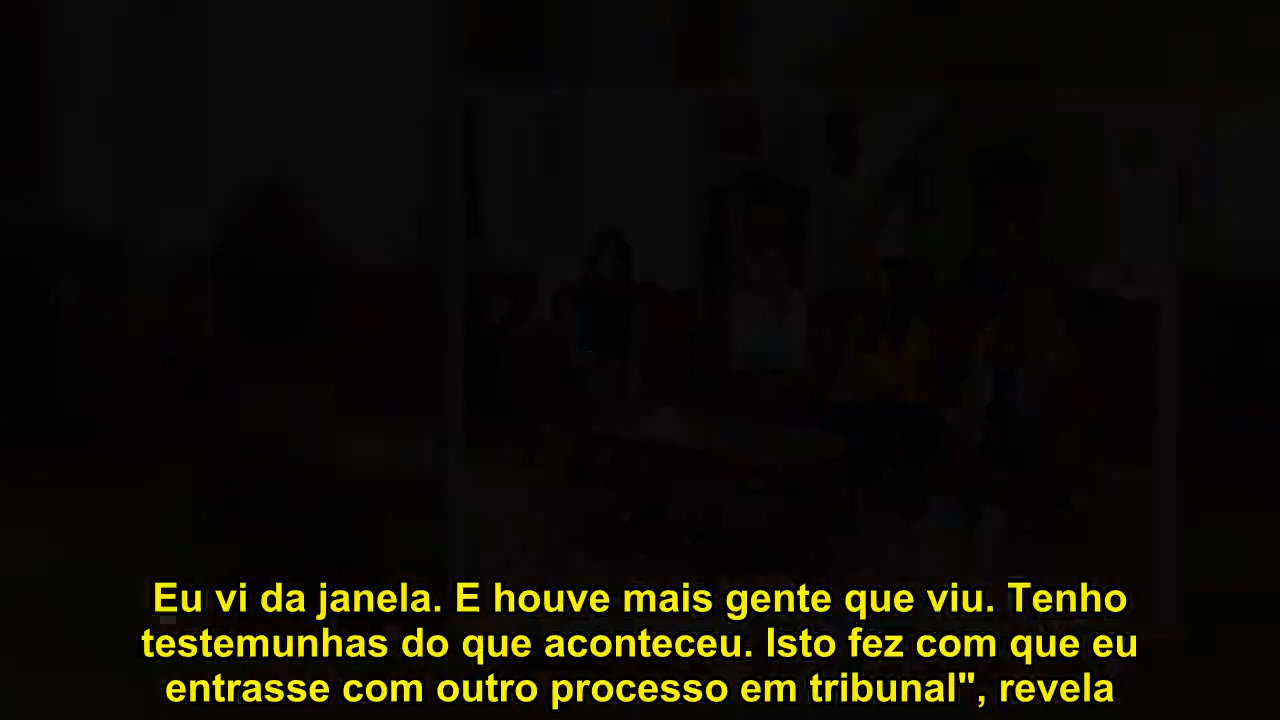 Eu vi da janela. E houve mais gente que viu. Tenho
testemunhas do que aconteceu. Isto fez com que eu
entrasse com outro processo em tribunal", revela